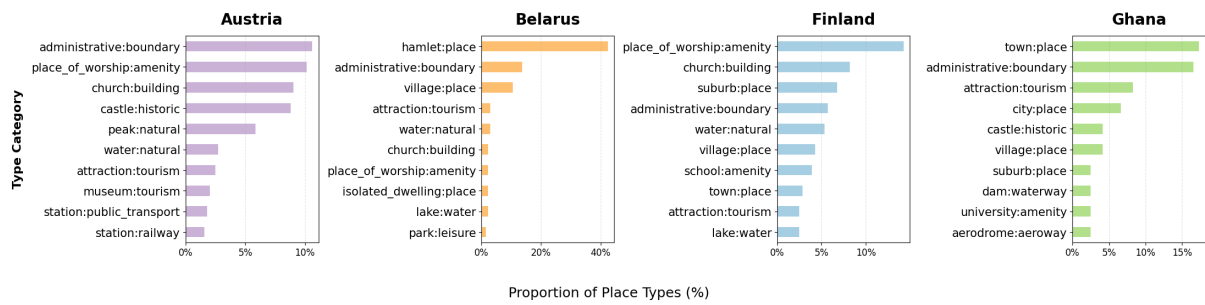 Austria
Type Category
administrative:boundary
place_of_worship:amenity
church:building
castle:historic
peak:natural
water:natural
attraction:tourism
museum:tourism
station:public_transport
station:railway
0% 5% 10%
Belarus
hamlet:place
administrative:boundary
village:place
attraction:tourism
water:natural
church:building
place_of_worship:amenity
isolated_dwelling:place
lake:water
park:leisure
0% 20% 40%
Finland
place_of_worship:amenity
church:building
suburb:place
administrative:boundary
water:natural
village:place
school:amenity
town:place
attraction:tourism
lake:water
0% 5% 10%
Ghana
town:place
administrative:boundary
attraction:tourism
city:place
castle:historic
village:place
suburb:place
dam:waterway
university:amenity
aerodrome:aeroway
0% 5% 10% 15%
Proportion of Place Types (%)